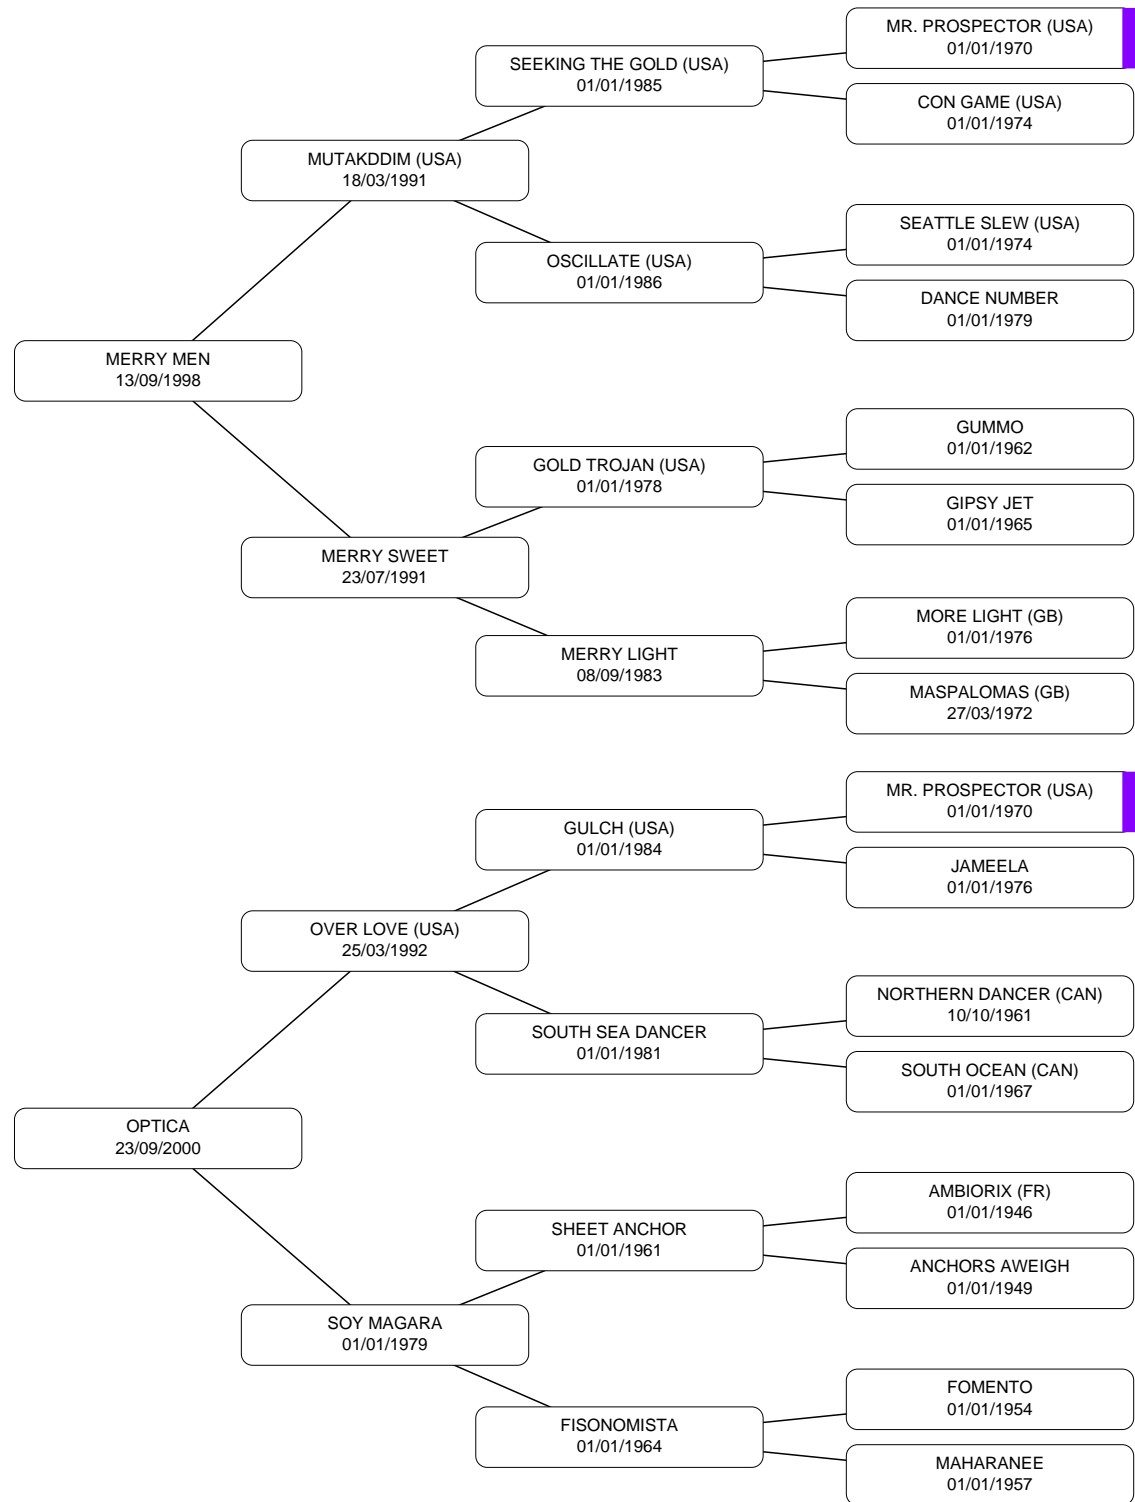 MR. PROSPECTOR (USA)
01/01/1970
SEEKING THE GOLD (USA)
01/01/1985
CON GAME (USA)
01/01/1974
MUTAKDDIM (USA)
18/03/1991
SEATTLE SLEW (USA)
01/01/1974
OSCILLATE (USA)
01/01/1986
DANCE NUMBER
01/01/1979
MERRY MEN
13/09/1998
GUMMO
01/01/1962
GOLD TROJAN (USA)
01/01/1978
GIPSY JET
01/01/1965
MERRY SWEET
23/07/1991
MORE LIGHT (GB)
01/01/1976
MERRY LIGHT
08/09/1983
MASPALOMAS (GB)
27/03/1972
MR. PROSPECTOR (USA)
01/01/1970
GULCH (USA)
01/01/1984
JAMEELA
01/01/1976
OVER LOVE (USA)
25/03/1992
NORTHERN DANCER (CAN)
10/10/1961
SOUTH SEA DANCER
01/01/1981
SOUTH OCEAN (CAN)
01/01/1967
OPTICA
23/09/2000
AMBIORIX (FR)
01/01/1946
SHEET ANCHOR
01/01/1961
ANCHORS AWEIGH
01/01/1949
SOY MAGARA
01/01/1979
FOMENTO
01/01/1954
FISONOMISTA
01/01/1964
MAHARANEE
01/01/1957